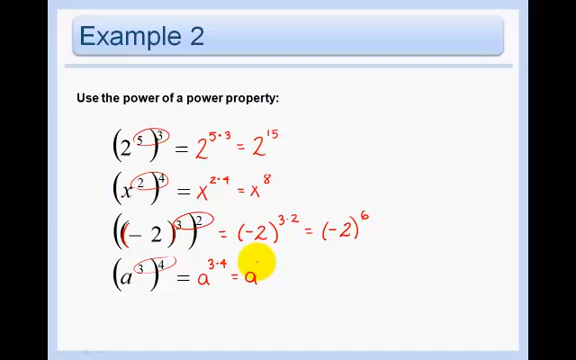 Example 2
Use the power of a power property:
(2⁵)³ = 2⁵·³ = 2¹⁵
(x²)⁴ = x²·⁴ = x⁸
((−2)³)² = (-2)³·² = (-2)⁶
(a³)⁴ = a³·⁴ = a